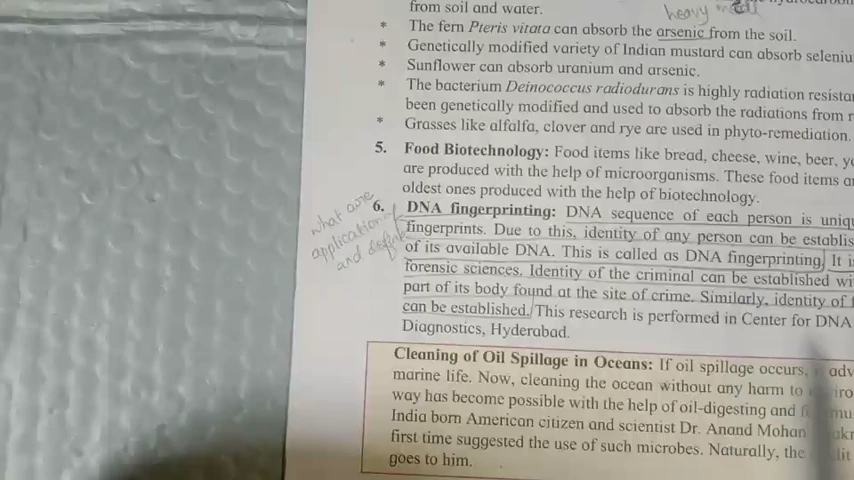 from soil and water.
heavy
* The fern Pteris vitata can absorb the arsenic from the soil.
* Genetically modified variety of Indian mustard can absorb seleniu
* Sunflower can absorb uranium and arsenic.
* The bacterium Deinococcus radiodurans is highly radiation resista
been genetically modified and used to absorb the radiations from r
* Grasses like alfalfa, clover and rye are used in phyto-remediation.
5. Food Biotechnology: Food items like bread, cheese, wine, beer, ye
are produced with the help of microorganisms. These food items a
oldest ones produced with the help of biotechnology.
what are
application of
and define
6. DNA fingerprinting: DNA sequence of each person is uniqu
fingerprints. Due to this, identity of any person can be establis
of its available DNA. This is called as DNA fingerprinting. It i
forensic sciences. Identity of the criminal can be established wi
part of its body found at the site of crime. Similarly, identity of f
can be established. This research is performed in Center for DNA
Diagnostics, Hyderabad.
Cleaning of Oil Spillage in Oceans: If oil spillage occurs, adv
marine life. Now, cleaning the ocean without any harm to
way has become possible with the help of oil-digesting and
India born American citizen and scientist Dr. Anand Mohan
first time suggested the use of such microbes. Naturally, the
goes to him.